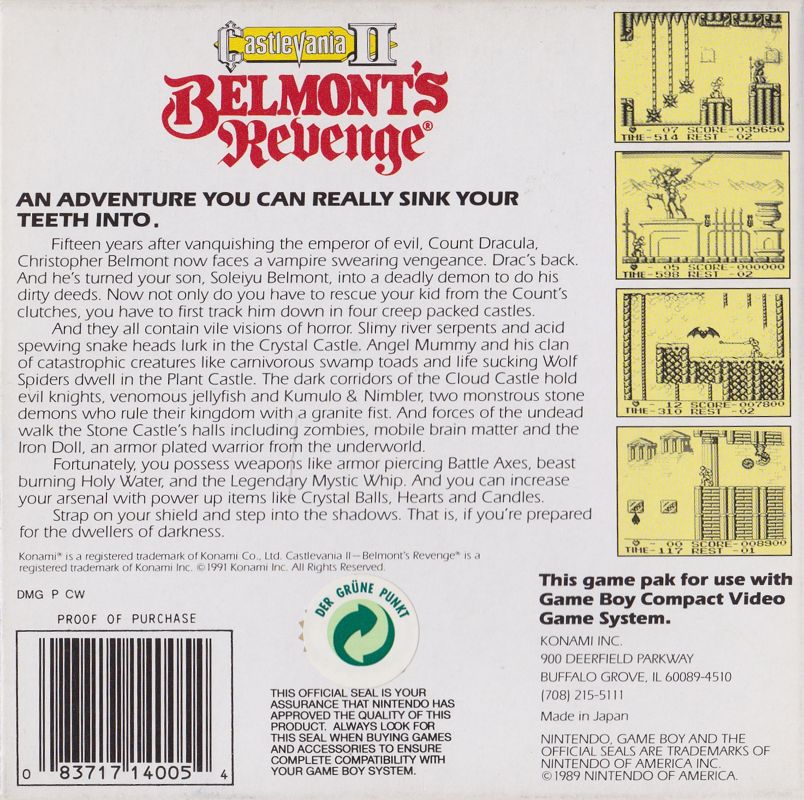 Castlevania II
BELMONT'S
Revenge®
AN ADVENTURE YOU CAN REALLY SINK YOUR
TEETH INTO.
Fifteen years after vanquishing the emperor of evil, Count Dracula,
Christopher Belmont now faces a vampire swearing vengeance. Drac's back.
And he's turned your son, Soleiyu Belmont, into a deadly demon to do his
dirty deeds. Now not only do you have to rescue your kid from the Count's
clutches, you have to first track him down in four creep packed castles.
And they all contain vile visions of horror. Slimy river serpents and acid
spewing snake heads lurk in the Crystal Castle. Angel Mummy and his clan
of catastrophic creatures like carnivorous swamp toads and life sucking Wolf
Spiders dwell in the Plant Castle. The dark corridors of the Cloud Castle hold
evil knights, venomous jellyfish and Kumulo & Nimbler, two monstrous stone
demons who rule their kingdom with a granite fist. And forces of the undead
walk the Stone Castle's halls including zombies, mobile brain matter and the
Iron Doll, an armor plated warrior from the underworld.
Fortunately, you possess weapons like armor piercing Battle Axes, beast
burning Holy Water, and the Legendary Mystic Whip. And you can increase
your arsenal with power up items like Crystal Balls, Hearts and Candles.
Strap on your shield and step into the shadows. That is, if you're prepared
for the dwellers of darkness.
Konami® is a registered trademark of Konami Co., Ltd. Castlevania II—Belmont's Revenge® is a
registered trademark of Konami Inc. ©1991 Konami Inc. All Rights Reserved.
DMG P CW
PROOF OF PURCHASE
0 83717 14005 4
DER GRÜNE PUNKT
THIS OFFICIAL SEAL IS YOUR
ASSURANCE THAT NINTENDO HAS
APPROVED THE QUALITY OF THIS
PRODUCT. ALWAYS LOOK FOR
THIS SEAL WHEN BUYING GAMES
AND ACCESSORIES TO ENSURE
COMPLETE COMPATIBILITY WITH
YOUR GAME BOY SYSTEM.
- 07 SCORE-035650
TIME-514 REST -02
- 05 SCORE-000000
TIME-598 REST -02
- 12 SCORE-007800
TIME-310 REST -02
- 00 SCORE-008900
TIME-117 REST -01
This game pak for use with
Game Boy Compact Video
Game System.
KONAMI INC.
900 DEERFIELD PARKWAY
BUFFALO GROVE, IL 60089-4510
(708) 215-5111
Made in Japan
NINTENDO, GAME BOY AND THE
OFFICIAL SEALS ARE TRADEMARKS OF
NINTENDO OF AMERICA INC.
©1989 NINTENDO OF AMERICA.